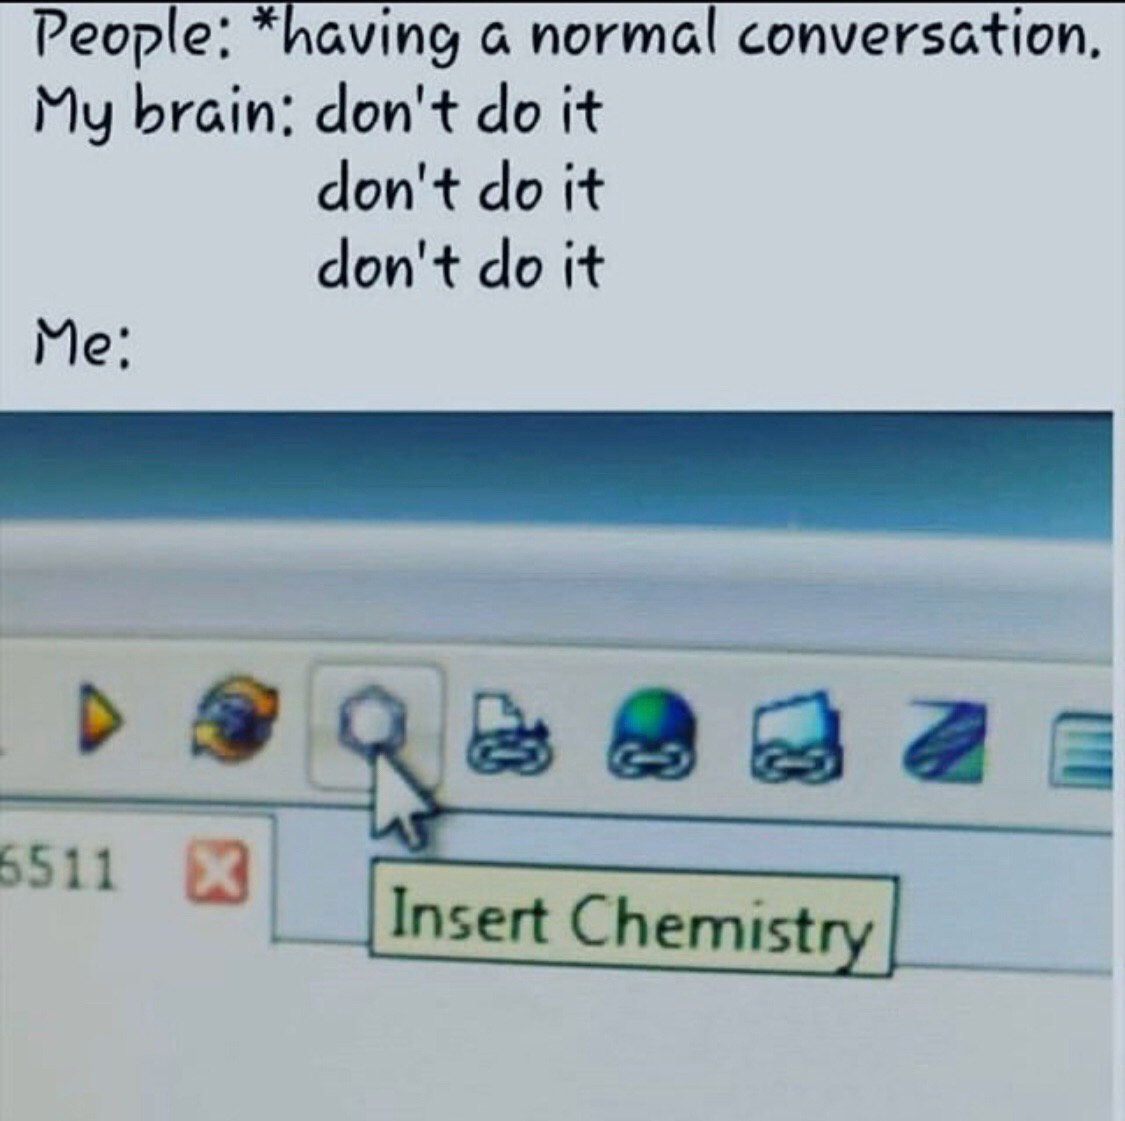 People: *having a normal conversation.
My brain: don't do it
don't do it
don't do it
Me:
6511
Insert Chemistry